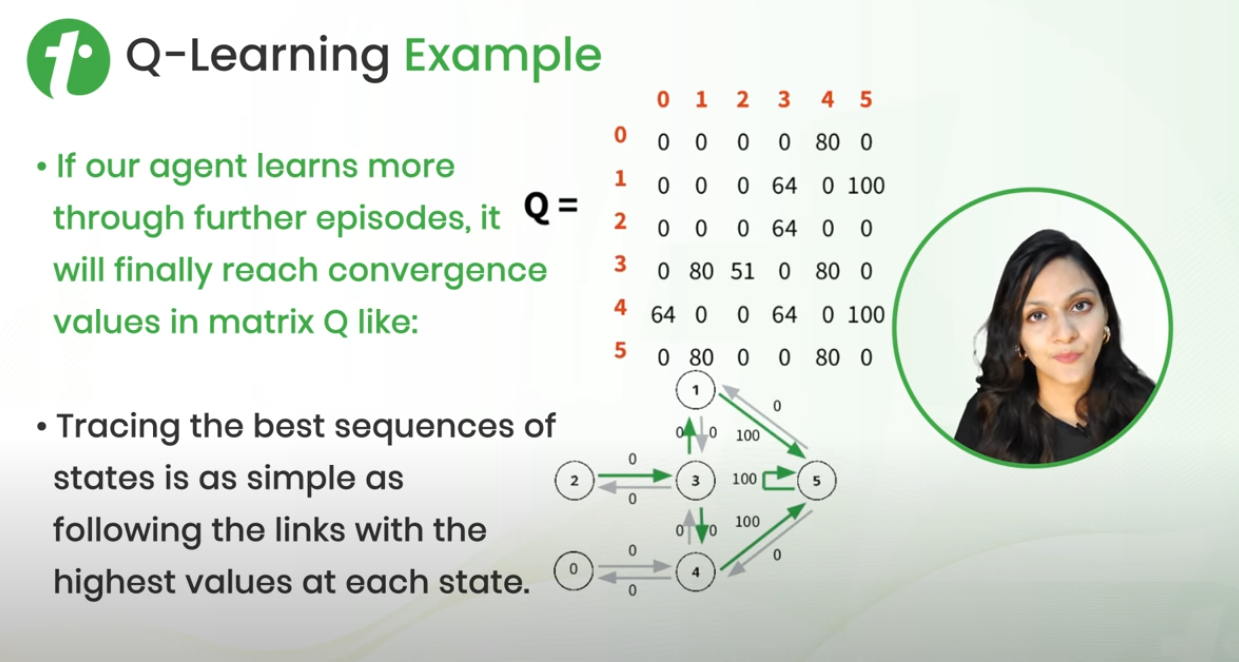 Q-Learning Example
• If our agent learns more
through further episodes, it
will finally reach convergence
values in matrix Q like:
• Tracing the best sequences of
states is as simple as
following the links with the
highest values at each state.
Q =
0 1 2 3 4 5
0 0 0 0 0 80 0
1 0 0 0 64 0 100
2 0 0 0 64 0 0
3 0 80 51 0 80 0
4 64 0 0 64 0 100
5 0 80 0 0 80 0
1
0
0 0 100
0
2 3 100 5
0
0 0 100
0 0
0 4
0